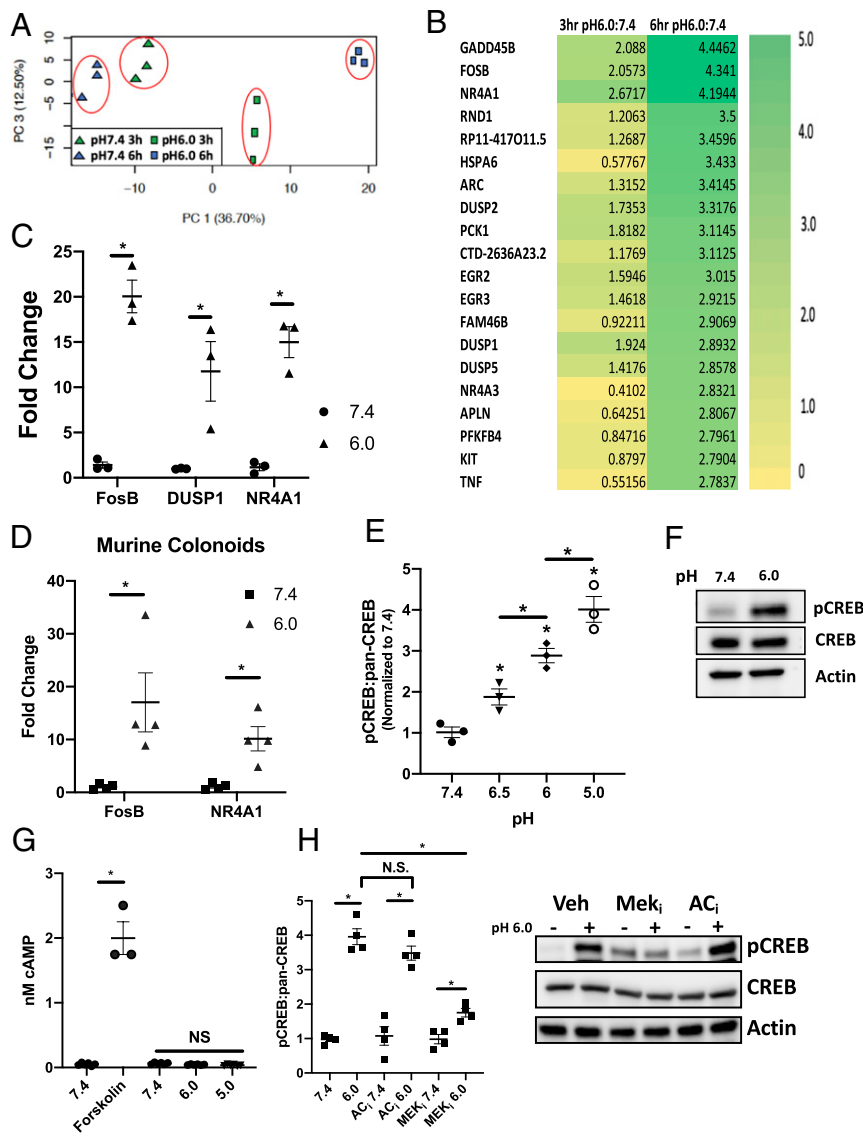 A
PC 3 (12.50%)
10
5
0
-5
-15
pH7.4 3h pH6.0 3h
pH7.4 6h pH6.0 6h
-10 0 10 20
PC 1 (36.70%)
B
3hr pH6.0:7.4 6hr pH6.0:7.4
GADD45B 2.088 4.4462
FOSB 2.0573 4.341
NR4A1 2.6717 4.1944
RND1 1.2063 3.5
RP11-417O11.5 1.2687 3.4596
HSPA6 0.57767 3.433
ARC 1.3152 3.4145
DUSP2 1.7353 3.3176
PCK1 1.8182 3.1145
CTD-2636A23.2 1.1769 3.1125
EGR2 1.5946 3.015
EGR3 1.4618 2.9215
FAM46B 0.92211 2.9069
DUSP1 1.924 2.8932
DUSP5 1.4176 2.8578
NR4A3 0.4102 2.8321
APLN 0.64251 2.8067
PFKFB4 0.84716 2.7961
KIT 0.8797 2.7904
TNF 0.55156 2.7837
5.0
4.0
3.0
2.0
1.0
0
C
Fold Change
25
20
15
10
5
0
* * *
7.4
6.0
FosB DUSP1 NR4A1
D
Murine Colonoids
Fold Change
40
30
20
10
0
* *
7.4
6.0
FosB NR4A1
E
pCREB:pan-CREB
(Normalized to 7.4)
5
4
3
2
1
0
* * * * *
7.4 6.5 6 5.0
pH
F
pH 7.4 6.0
pCREB
CREB
Actin
G
nM cAMP
3
2
1
0
*
NS
7.4 Forskolin 7.4 6.0 5.0
H
pCREB:pan-CREB
5
4
3
2
1
0
*
N.S.
* * *
7.4 6.0 ACi 7.4 ACi 6.0 MEKi 7.4 MEKi 6.0
Veh Meki ACi
pH 6.0 - + - + - +
pCREB
CREB
Actin